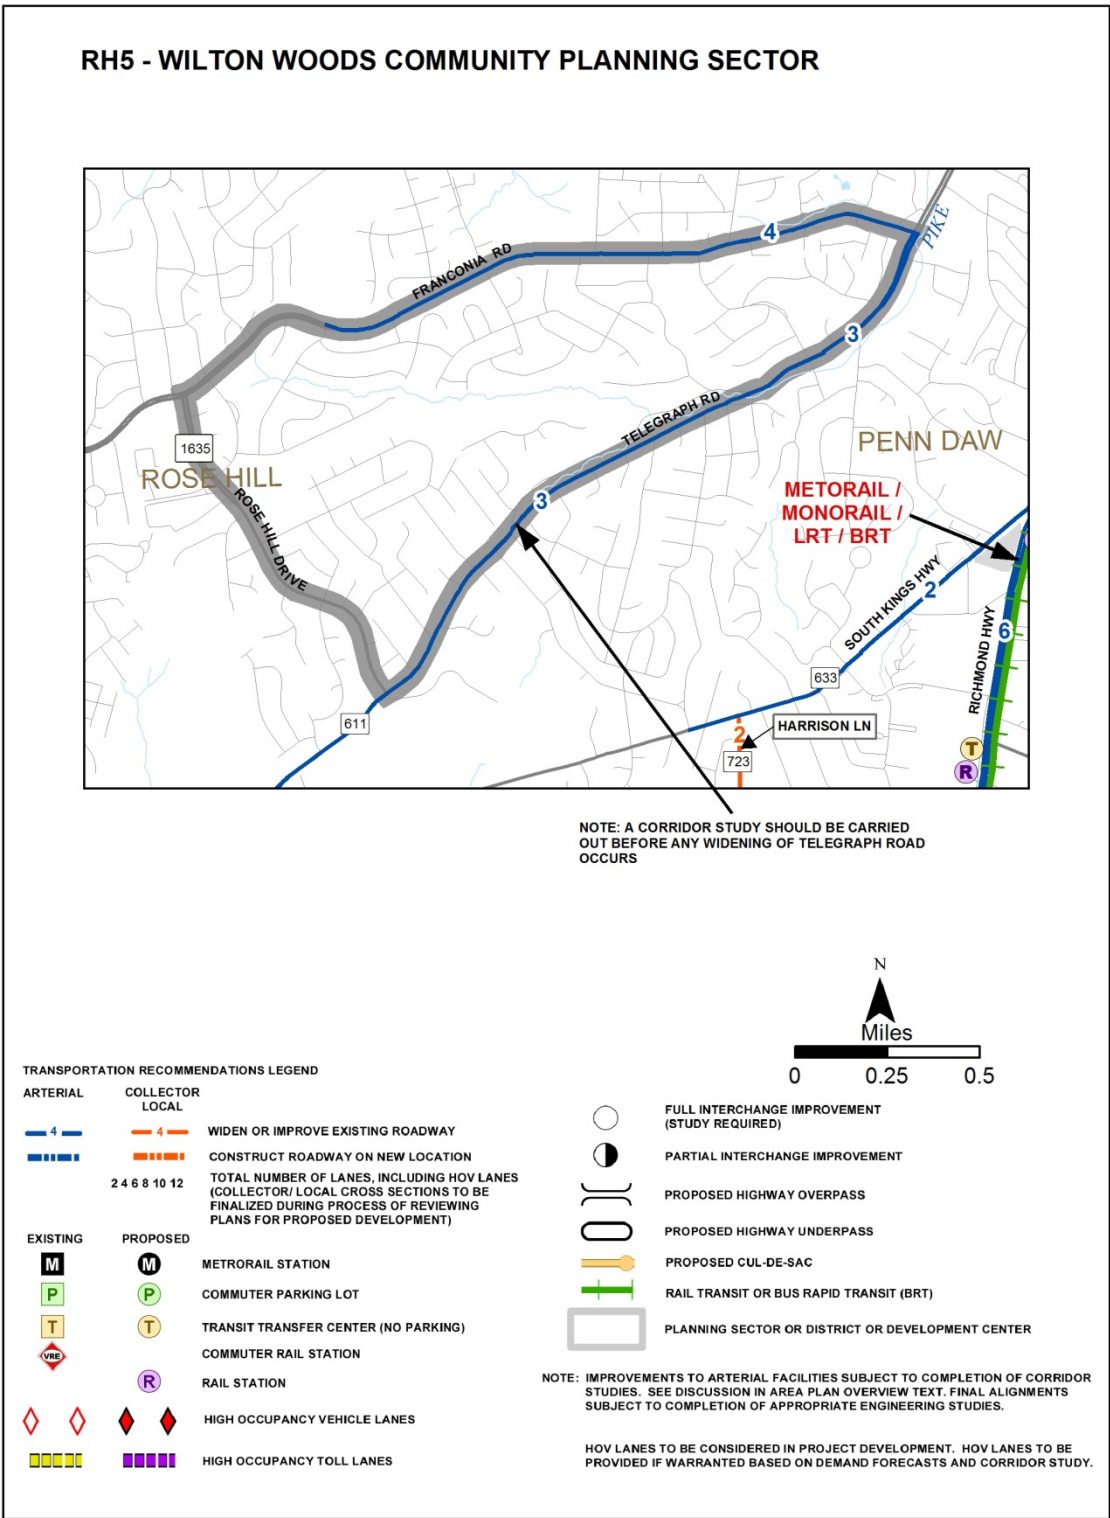 RH5 - WILTON WOODS COMMUNITY PLANNING SECTOR
PIKE
4
FRANCONIA RD
3
TELEGRAPH RD
PENN DAW
1635
ROSE HILL
METORAIL /
MONORAIL /
LRT / BRT
3
ROSE HILL DRIVE
SOUTH KINGS HWY
2
6
RICHMOND HWY
633
611
HARRISON LN
2
723
T
R
NOTE: A CORRIDOR STUDY SHOULD BE CARRIED
OUT BEFORE ANY WIDENING OF TELEGRAPH ROAD
OCCURS
N
Miles
0 0.25 0.5
TRANSPORTATION RECOMMENDATIONS LEGEND
ARTERIAL
COLLECTOR
LOCAL
4 4 WIDEN OR IMPROVE EXISTING ROADWAY
CONSTRUCT ROADWAY ON NEW LOCATION
2 4 6 8 10 12 TOTAL NUMBER OF LANES, INCLUDING HOV LANES
(COLLECTOR/ LOCAL CROSS SECTIONS TO BE
FINALIZED DURING PROCESS OF REVIEWING
PLANS FOR PROPOSED DEVELOPMENT)
EXISTING PROPOSED
M M METRORAIL STATION
P P COMMUTER PARKING LOT
T T TRANSIT TRANSFER CENTER (NO PARKING)
VRE COMMUTER RAIL STATION
R RAIL STATION
HIGH OCCUPANCY VEHICLE LANES
HIGH OCCUPANCY TOLL LANES
FULL INTERCHANGE IMPROVEMENT
(STUDY REQUIRED)
PARTIAL INTERCHANGE IMPROVEMENT
PROPOSED HIGHWAY OVERPASS
PROPOSED HIGHWAY UNDERPASS
PROPOSED CUL-DE-SAC
RAIL TRANSIT OR BUS RAPID TRANSIT (BRT)
PLANNING SECTOR OR DISTRICT OR DEVELOPMENT CENTER
NOTE: IMPROVEMENTS TO ARTERIAL FACILITIES SUBJECT TO COMPLETION OF CORRIDOR
STUDIES. SEE DISCUSSION IN AREA PLAN OVERVIEW TEXT. FINAL ALIGNMENTS
SUBJECT TO COMPLETION OF APPROPRIATE ENGINEERING STUDIES.
HOV LANES TO BE CONSIDERED IN PROJECT DEVELOPMENT. HOV LANES TO BE
PROVIDED IF WARRANTED BASED ON DEMAND FORECASTS AND CORRIDOR STUDY.